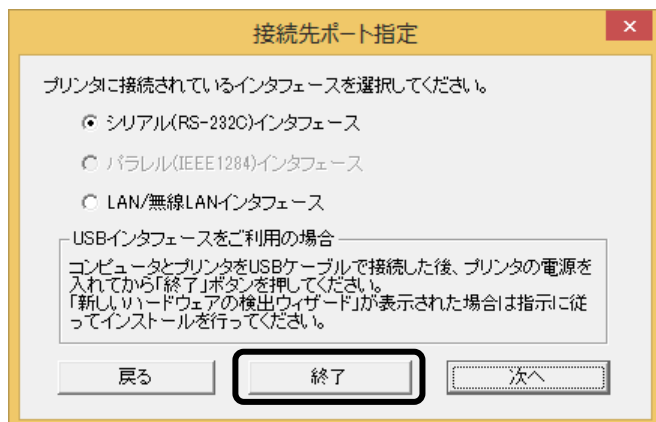 接続先ポート指定
プリンタに接続されているインタフェースを選択してください。
シリアル(RS-232C)インタフェース
パラレル(IEEE1284)インタフェース
LAN/無線LANインタフェース
USBインタフェースをご利用の場合
コンピュータとプリンタをUSBケーブルで接続した後、プリンタの電源を
入れてから「終了」ボタンを押してください。
「新しいハードウェアの検出ウィザード」が表示された場合は指示に従
ってインストールを行ってください。
戻る
終了
次へ